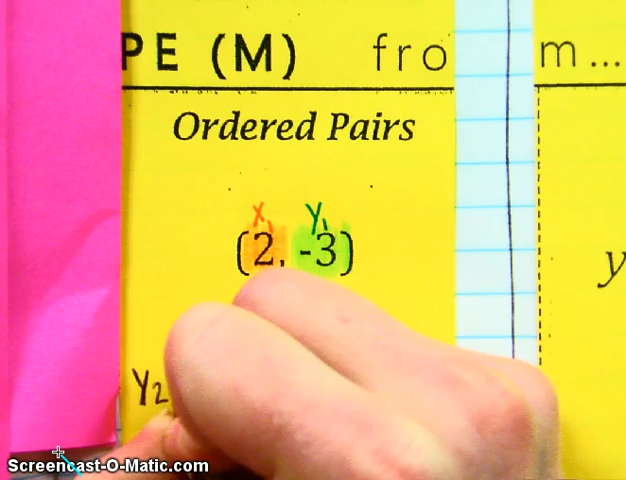 PE (M) fro m...
Ordered Pairs
x₁ y₁
(2, -3)
y
Y₂
Screencast-O-Matic.com